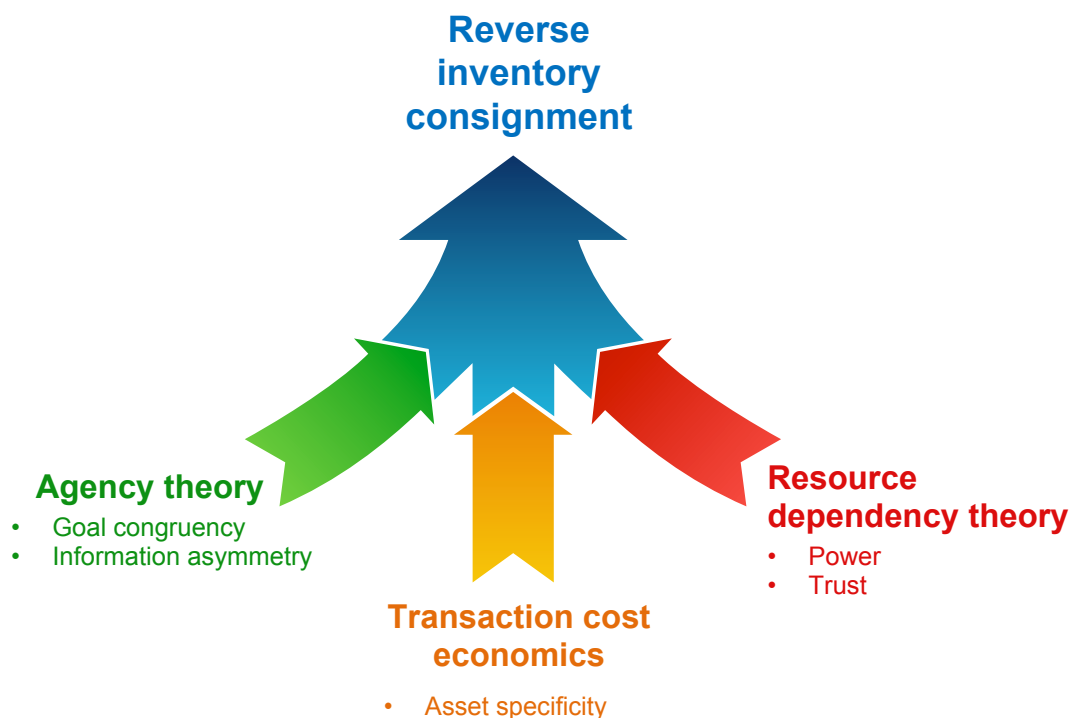 Reverse
inventory
consignment
Agency theory
• Goal congruency
• Information asymmetry
Resource
dependency theory
• Power
• Trust
Transaction cost
economics
• Asset specificity